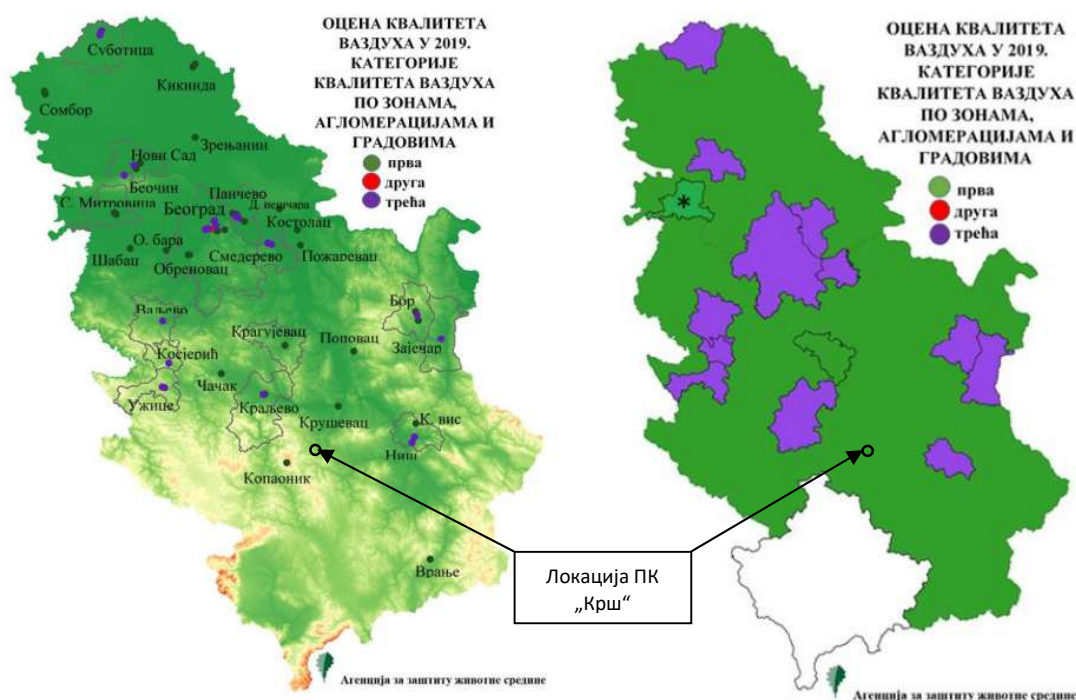 ОЦЕНА КВАЛИТЕТА
ВАЗДУХА У 2019.
КАТЕГОРИЈЕ
КВАЛИТЕТА ВАЗДУХА
ПО ЗОНАМА,
АГЛОМЕРАЦИЈАМА И
ГРАДОВИМА
прва
друга
трећа
Суботица
Кикинда
Сомбор
Зрењанин
Нови Сад
Беочин
Панчево
С. Митровица
Београд
Костолац
О. бара
Смедерево
Шабац
Обреновац
Пожаревац
Бор
Ваљево
Крагујевац
Поповац
Зајечар
Косјерић
Чачак
Ужице
Краљево
Крушевац
К. вис
Ниш
Копаоник
Врање
Агенција за заштиту животне средине
ОЦЕНА КВАЛИТЕТА
ВАЗДУХА У 2019.
КАТЕГОРИЈЕ
КВАЛИТЕТА ВАЗДУХА
ПО ЗОНАМА,
АГЛОМЕРАЦИЈАМА И
ГРАДОВИМА
прва
друга
трећа
*
Локација ПК
„Крш“
Агенција за заштиту животне средине